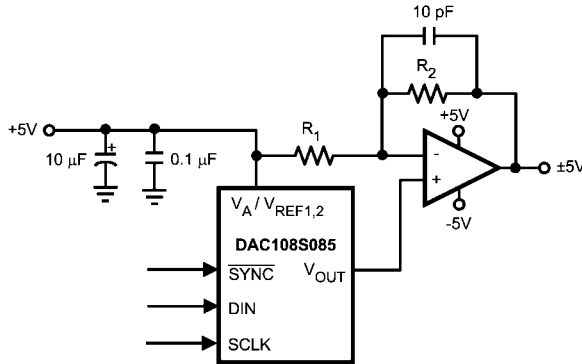 10 pF
R2
+5V
R1
+5V
10 µF
+
0.1 µF
-
+
±5V
-5V
VA / VREF1,2
DAC108S085
SYNC
VOUT
DIN
SCLK